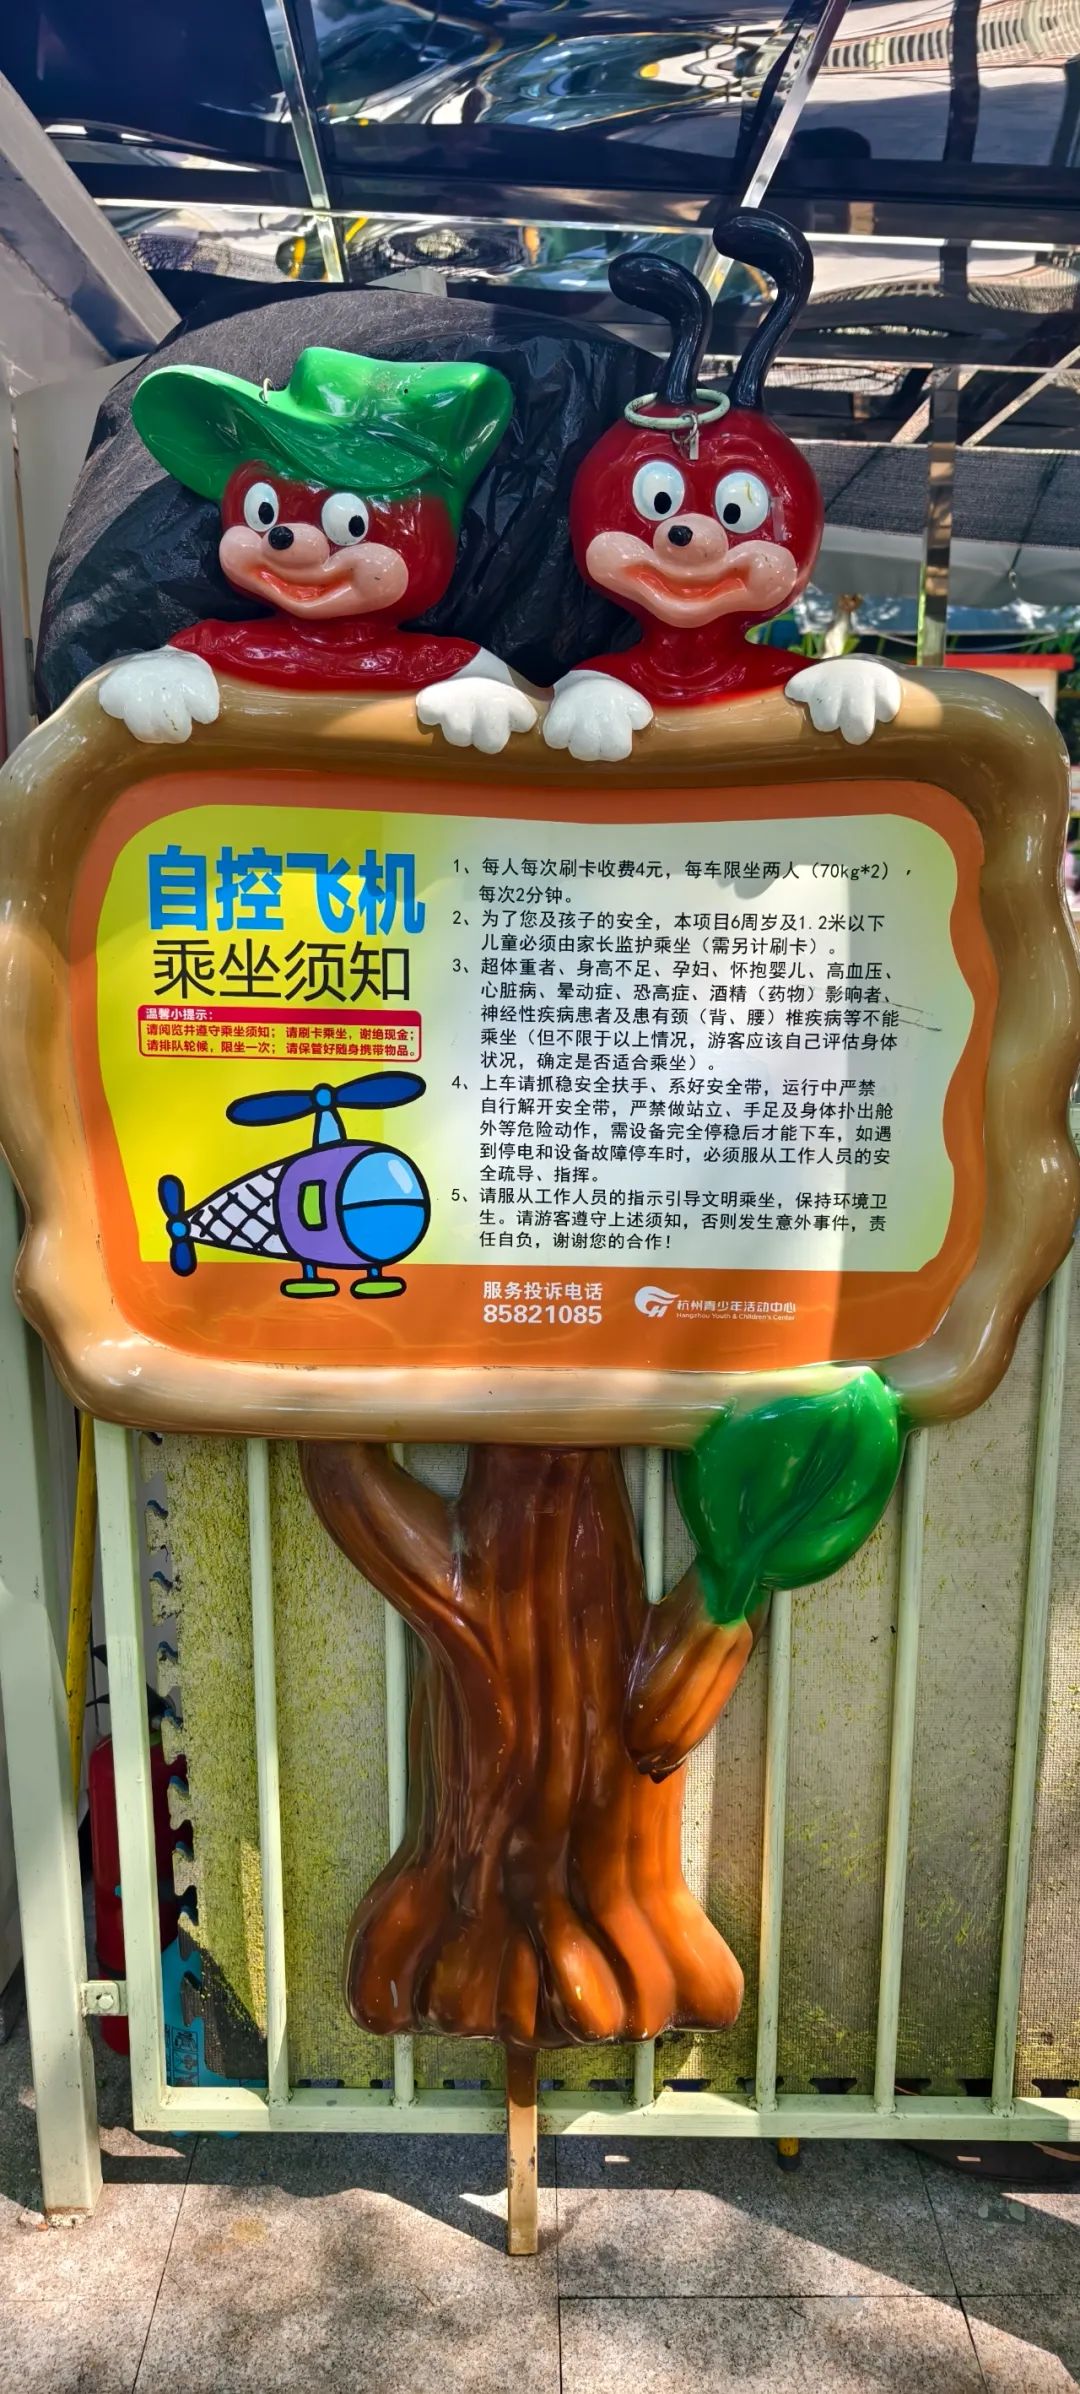 自控飞机
乘坐须知
温馨小提示：
请阅览并遵守乘坐须知；请刷卡乘坐，谢绝现金；
请排队轮候，限坐一次；请保管好随身携带物品。
1、每人每次刷卡收费4元，每车限坐两人（70kg*2），
每次2分钟。
2、为了您及孩子的安全，本项目6周岁及1.2米以下
儿童必须由家长监护乘坐（需另计刷卡）。
3、超体重者、身高不足、孕妇、怀抱婴儿、高血压、
心脏病、晕动症、恐高症、酒精（药物）影响者、
神经性疾病患者及患有颈（背、腰）椎疾病等不能
乘坐（但不限于以上情况，游客应该自己评估身体
状况，确定是否适合乘坐）。
4、上车请抓稳安全扶手、系好安全带，运行中严禁
自行解开安全带，严禁做站立、手足及身体扑出舱
外等危险动作，需设备完全停稳后才能下车，如遇
到停电和设备故障停车时，必须服从工作人员的安
全疏导、指挥。
5、请服从工作人员的指示引导文明乘坐，保持环境卫
生。请游客遵守上述须知，否则发生意外事件，责
任自负，谢谢您的合作！
服务投诉电话
85821085
杭州青少年活动中心
Hangzhou Youth & Children's Center